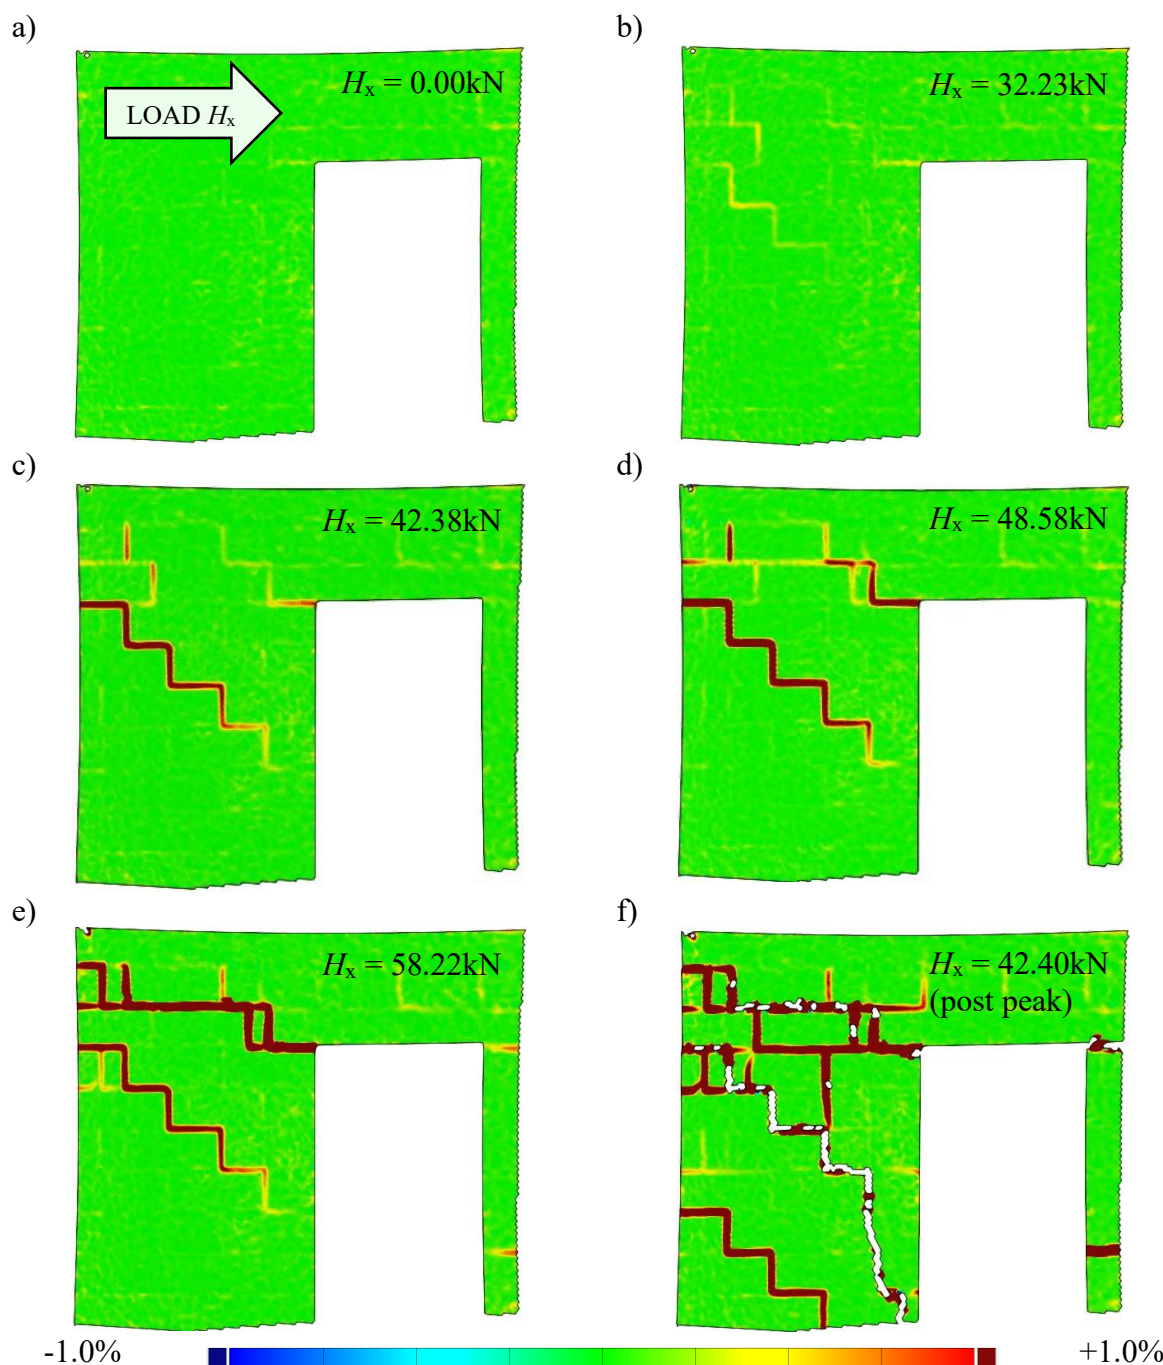 a)
b)
LOAD Hx
Hx = 0.00kN
Hx = 32.23kN
c)
d)
Hx = 42.38kN
Hx = 48.58kN
e)
f)
Hx = 58.22kN
Hx = 42.40kN
(post peak)
-1.0%
+1.0%